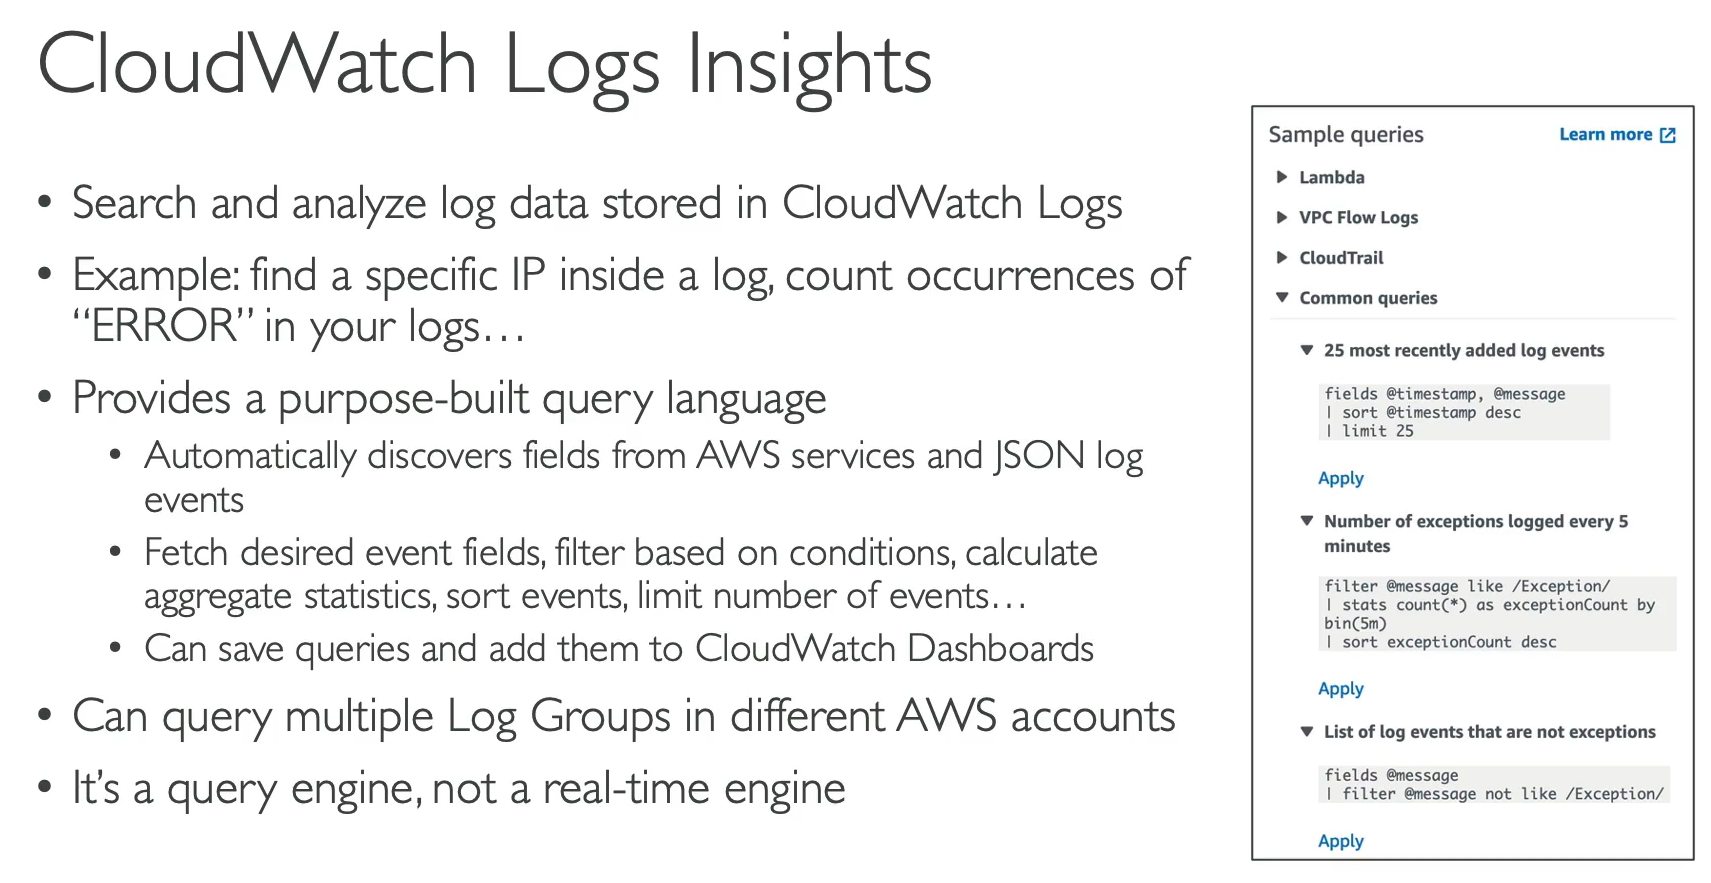 CloudWatch Logs Insights
• Search and analyze log data stored in CloudWatch Logs
• Example: find a specific IP inside a log, count occurrences of
“ERROR” in your logs…
• Provides a purpose-built query language
• Automatically discovers fields from AWS services and JSON log
events
• Fetch desired event fields, filter based on conditions, calculate
aggregate statistics, sort events, limit number of events…
• Can save queries and add them to CloudWatch Dashboards
• Can query multiple Log Groups in different AWS accounts
• It’s a query engine, not a real-time engine
Sample queries
Learn more
Lambda
VPC Flow Logs
CloudTrail
Common queries
25 most recently added log events
fields @timestamp, @message
| sort @timestamp desc
| limit 25
Apply
Number of exceptions logged every 5
minutes
filter @message like /Exception/
| stats count(*) as exceptionCount by
bin(5m)
| sort exceptionCount desc
Apply
List of log events that are not exceptions
fields @message
| filter @message not like /Exception/
Apply